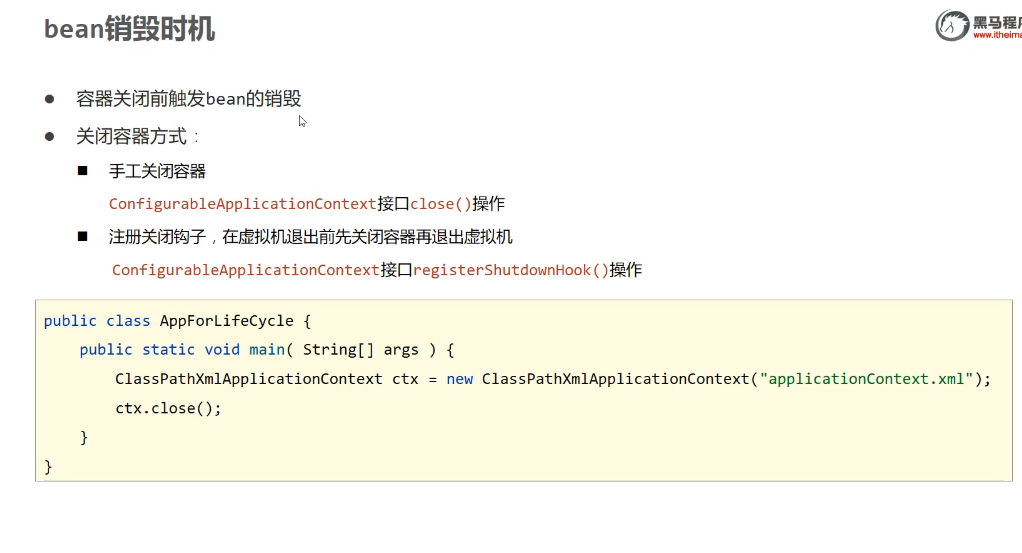 bean销毁时机
黑马程
www.itheima
● 容器关闭前触发bean的销毁
● 关闭容器方式：
■ 手工关闭容器
ConfigurableApplicationContext接口close()操作
■ 注册关闭钩子，在虚拟机退出前先关闭容器再退出虚拟机
ConfigurableApplicationContext接口registerShutdownHook()操作
public class AppForLifeCycle {
public static void main( String[] args ) {
ClassPathXmlApplicationContext ctx = new ClassPathXmlApplicationContext("applicationContext.xml");
ctx.close();
}
}